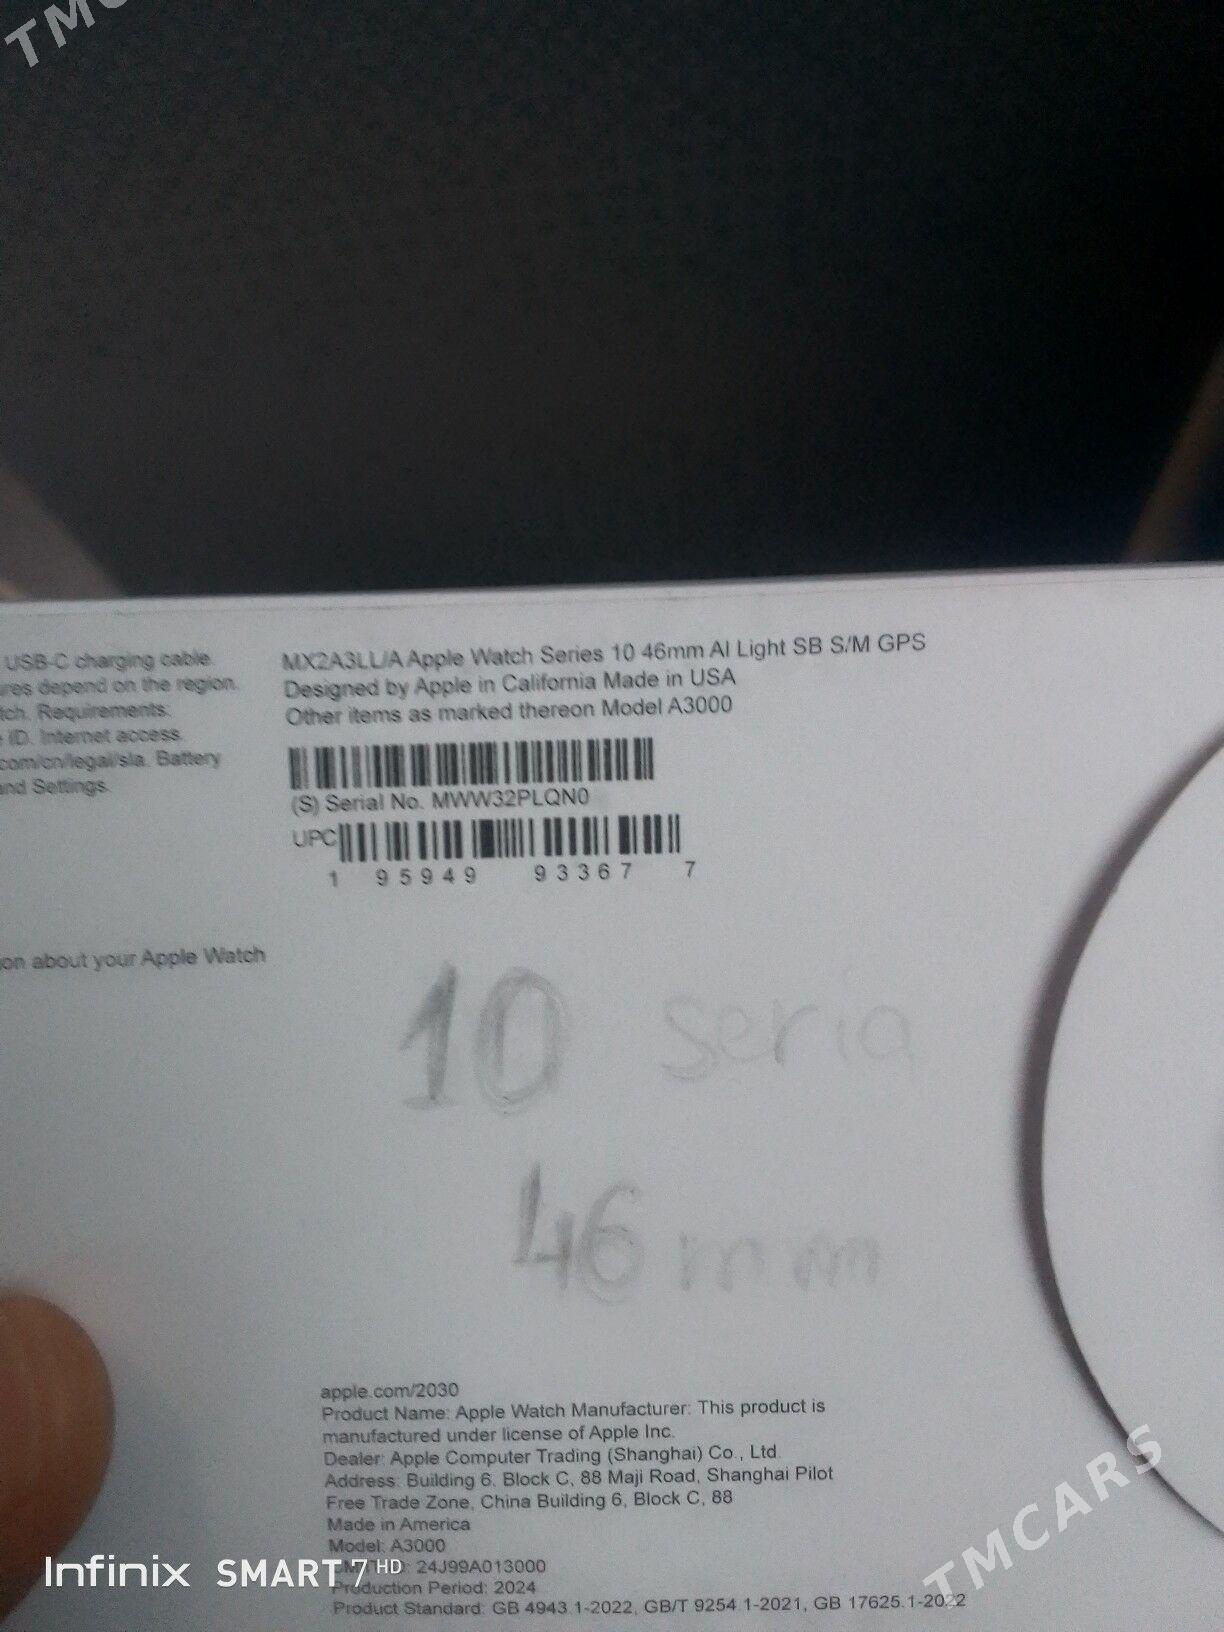 TMC
USB-C charging cable.
ures depend on the region.
tch. Requirements:
ID. Internet access.
com/cn/legal/sla. Battery
and Settings.
MX2A3LL/A Apple Watch Series 10 46mm Al Light SB S/M GPS
Designed by Apple in California Made in USA
Other items as marked thereon Model A3000
(S) Serial No. MWW32PLQN0
UPC
1 95949 93367 7
on about your Apple Watch
10 seria
46 mm
apple.com/2030
Product Name: Apple Watch Manufacturer: This product is
manufactured under license of Apple Inc.
Dealer: Apple Computer Trading (Shanghai) Co., Ltd.
Address: Building 6, Block C, 88 Maji Road, Shanghai Pilot
Free Trade Zone, China Building 6, Block C, 88
Made in America
Model: A3000
24J99A013000
Production Period: 2024
Product Standard: GB 4943.1-2022, GB/T 9254.1-2021, GB 17625.1-2022
Infinix SMART 7 HD
TMCARS